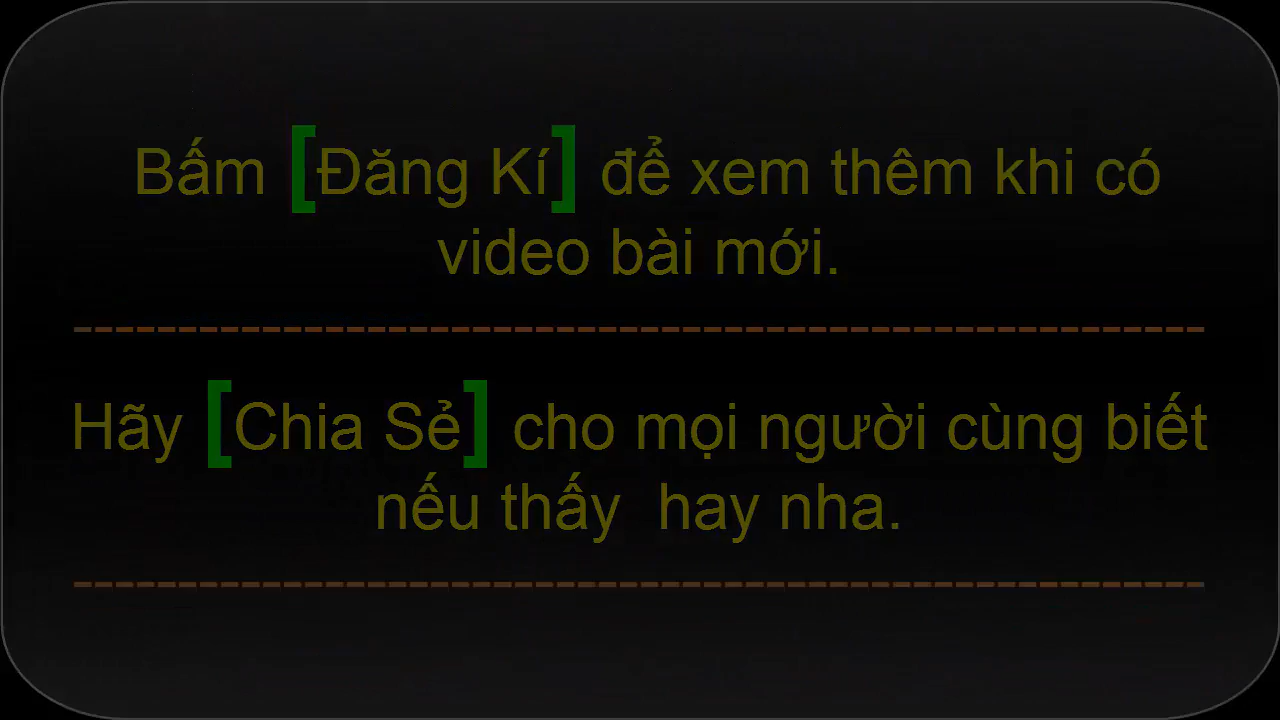 Bấm [Đăng Kí] để xem thêm khi có
video bài mới.
------------------------------------------------------
Hãy [Chia Sẻ] cho mọi người cùng biết
nếu thấy  hay nha.
------------------------------------------------------